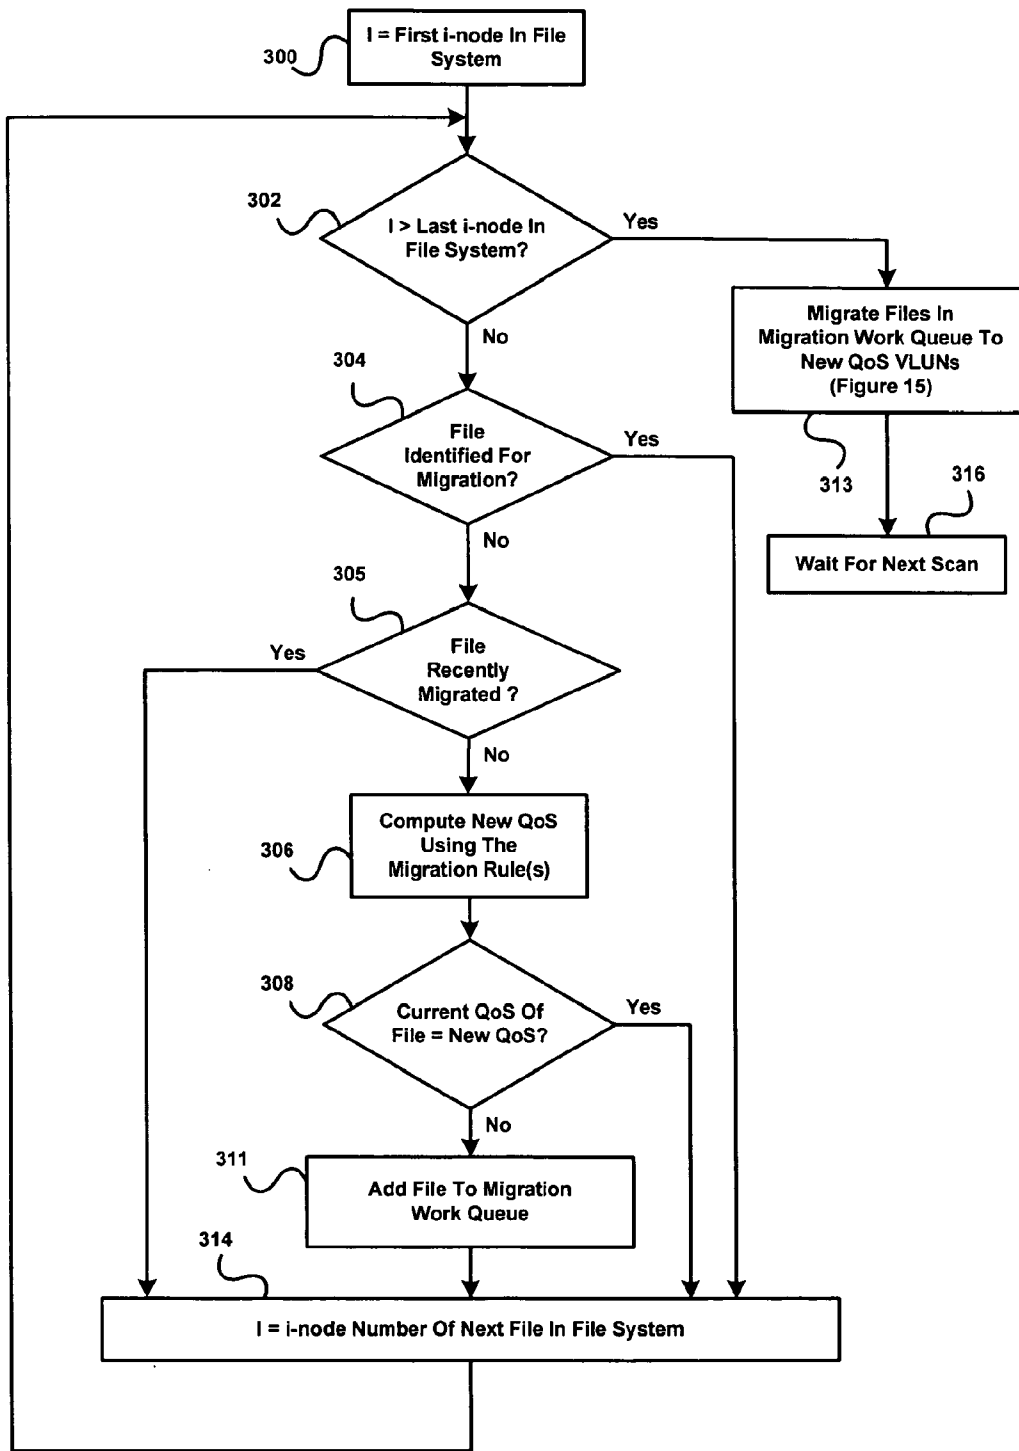 I = First i-node In File
System
300
302
I > Last i-node In
File System?
Yes
No
Migrate Files In
Migration Work Queue To
New QoS VLUNs
(Figure 15)
313
316
Wait For Next Scan
304
File
Identified For
Migration?
Yes
No
305
File
Recently
Migrated ?
Yes
No
306
Compute New QoS
Using The
Migration Rule(s)
308
Current QoS Of
File = New QoS?
Yes
No
311
Add File To Migration
Work Queue
314
I = i-node Number Of Next File In File System